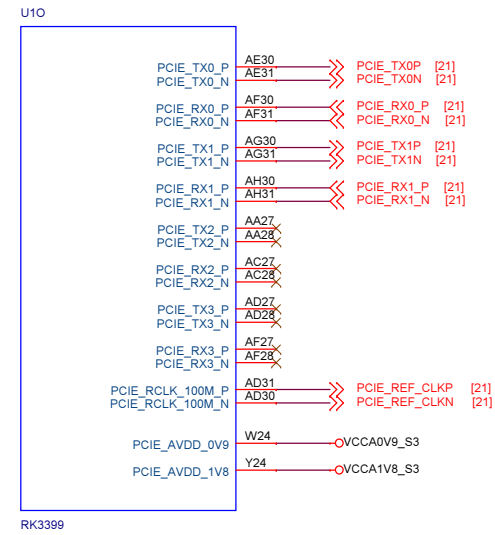 U1O
PCIE_TX0_P AE30 PCIE_TX0P [21]
PCIE_TX0_N AE31 PCIE_TX0N [21]
PCIE_RX0_P AF30 PCIE_RX0_P [21]
PCIE_RX0_N AF31 PCIE_RX0_N [21]
PCIE_TX1_P AG30 PCIE_TX1P [21]
PCIE_TX1_N AG31 PCIE_TX1N [21]
PCIE_RX1_P AH30 PCIE_RX1_P [21]
PCIE_RX1_N AH31 PCIE_RX1_N [21]
PCIE_TX2_P AA27
PCIE_TX2_N AA28
PCIE_RX2_P AC27
PCIE_RX2_N AC28
PCIE_TX3_P AD27
PCIE_TX3_N AD28
PCIE_RX3_P AF27
PCIE_RX3_N AF28
PCIE_RCLK_100M_P AD31 PCIE_REF_CLKP [21]
PCIE_RCLK_100M_N AD30 PCIE_REF_CLKN [21]
PCIE_AVDD_0V9 W24 VCCA0V9_S3
PCIE_AVDD_1V8 Y24 VCCA1V8_S3
RK3399